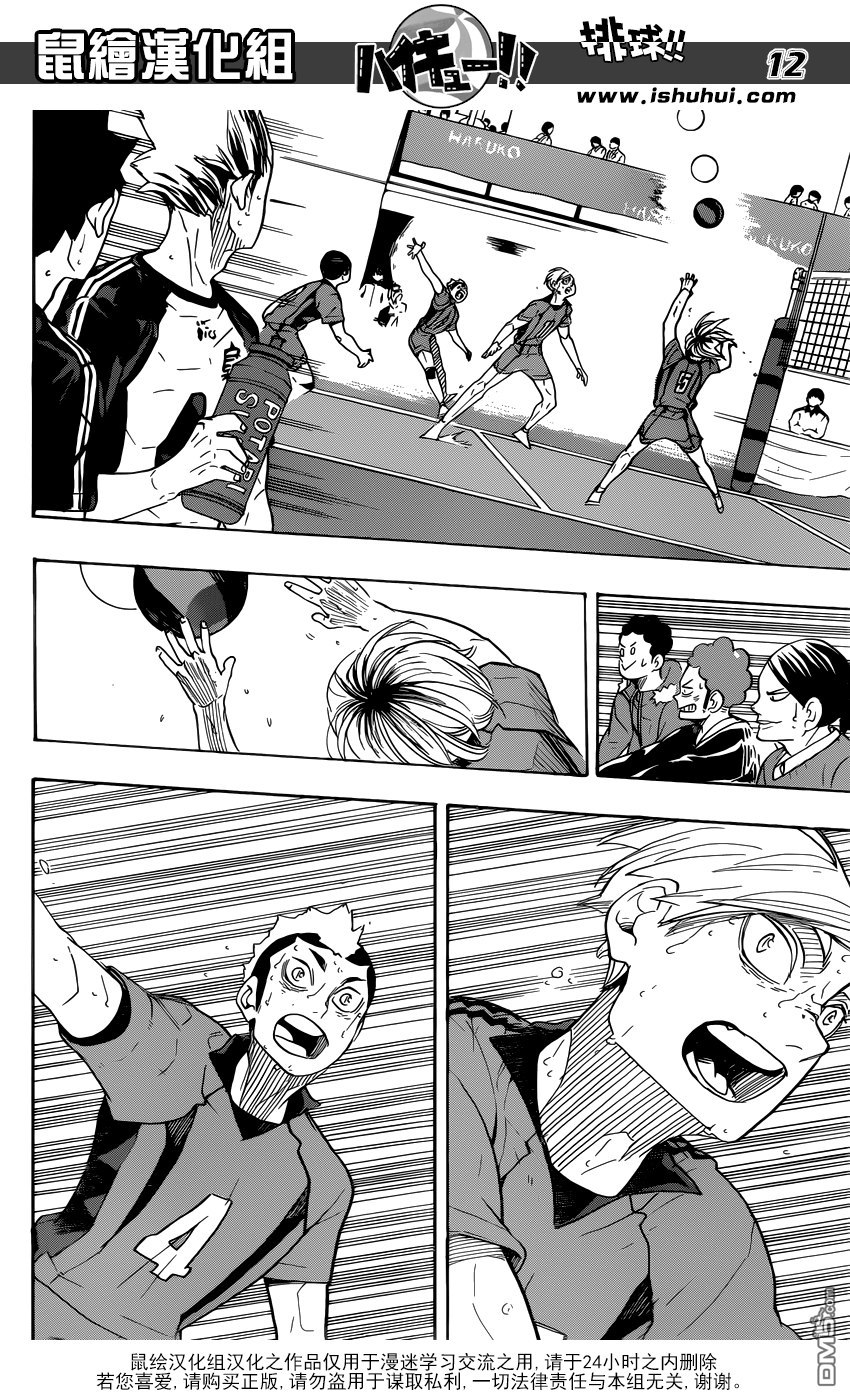 鼠繪漢化組
ハイキュー!!
排球!!
12
www.ishuhui.com
WAKUKO
5
POTARI
4
DM5.com
鼠绘汉化组汉化之作品仅用于漫迷学习交流之用, 请于24小时之内删除
若您喜爱, 请购买正版, 请勿盗用于谋取私利, 一切法律责任与本组无关, 谢谢。